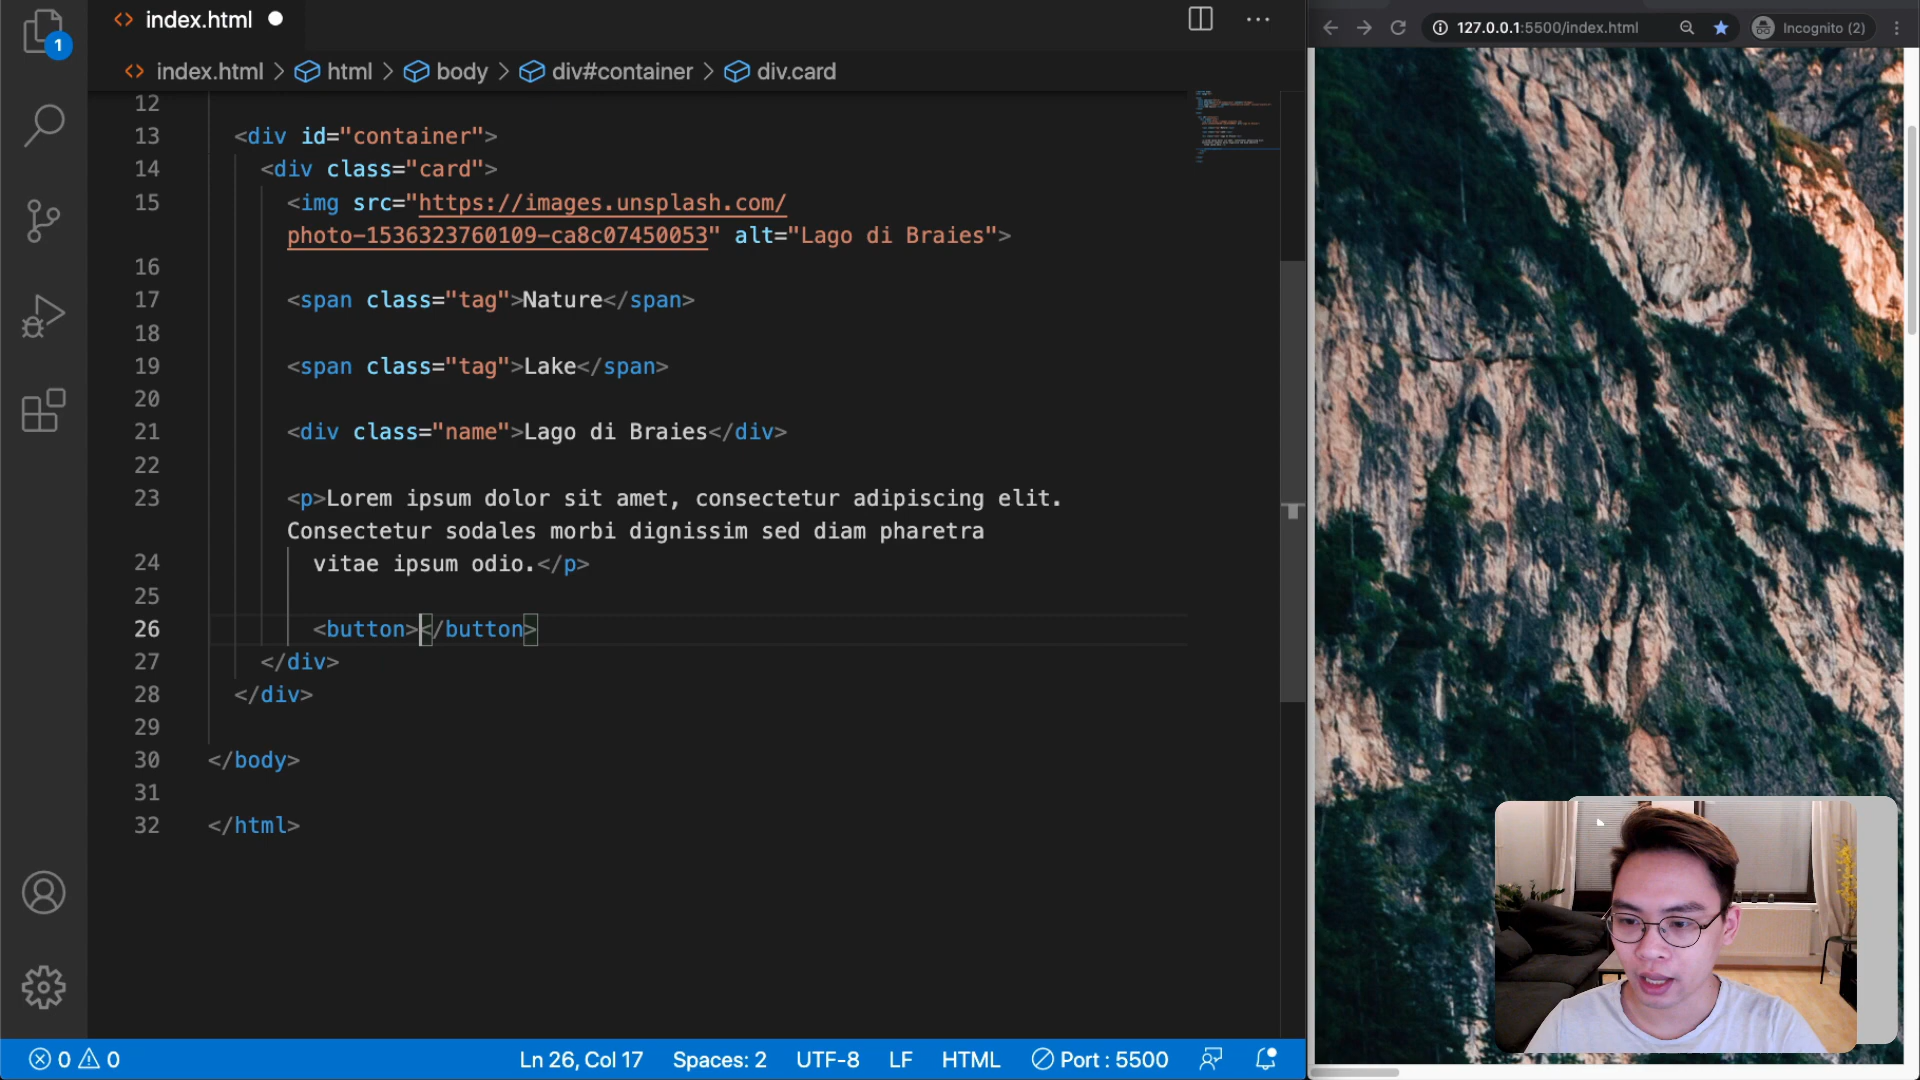 index.html
127.0.0.1:5500/index.html
Incognito (2)
1
index.html > html > body > div#container > div.card
12
13 <div id="container">
14 <div class="card">
15 <img src="https://images.unsplash.com/
photo-1536323760109-ca8c07450053" alt="Lago di Braies">
16
17 <span class="tag">Nature</span>
18
19 <span class="tag">Lake</span>
20
21 <div class="name">Lago di Braies</div>
22
23 <p>Lorem ipsum dolor sit amet, consectetur adipiscing elit.
Consectetur sodales morbi dignissim sed diam pharetra
24 vitae ipsum odio.</p>
25
26 <button></button>
27 </div>
28 </div>
29
30 </body>
31
32 </html>
0 0 Ln 26, Col 17 Spaces: 2 UTF-8 LF HTML Port : 5500